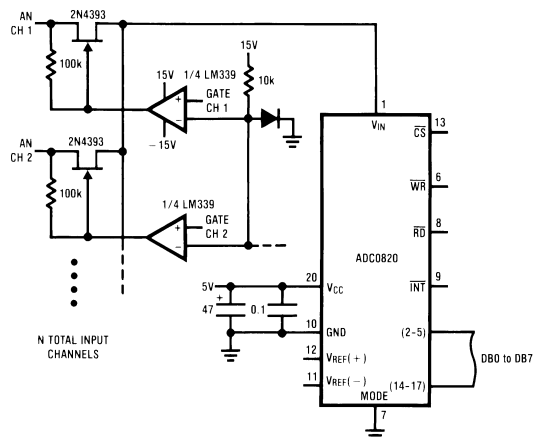 AN
CH 1
2N4393
100k
15V
1/4 LM339
+
−
GATE
CH 1
−15V
15V
10k
AN
CH 2
2N4393
100k
1/4 LM339
+
−
GATE
CH 2
N TOTAL INPUT
CHANNELS
5V
+
47
0.1
1
VIN
13
CS
6
WR
8
RD
ADC0820
9
INT
20
VCC
10
GND
12
VREF(+)
11
VREF(−)
(2-5)
DB0 to DB7
(14-17)
MODE
7